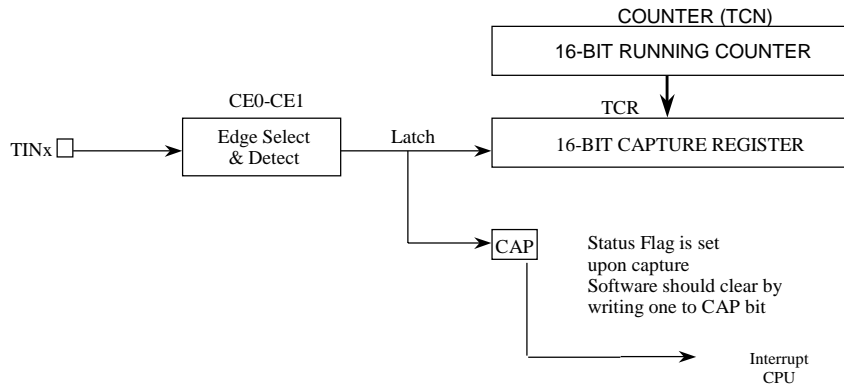 COUNTER (TCN)
16-BIT RUNNING COUNTER
CE0-CE1
TCR
TINx
Edge Select
& Detect
Latch
16-BIT CAPTURE REGISTER
CAP
Status Flag is set
upon capture
Software should clear by
writing one to CAP bit
Interrupt
CPU